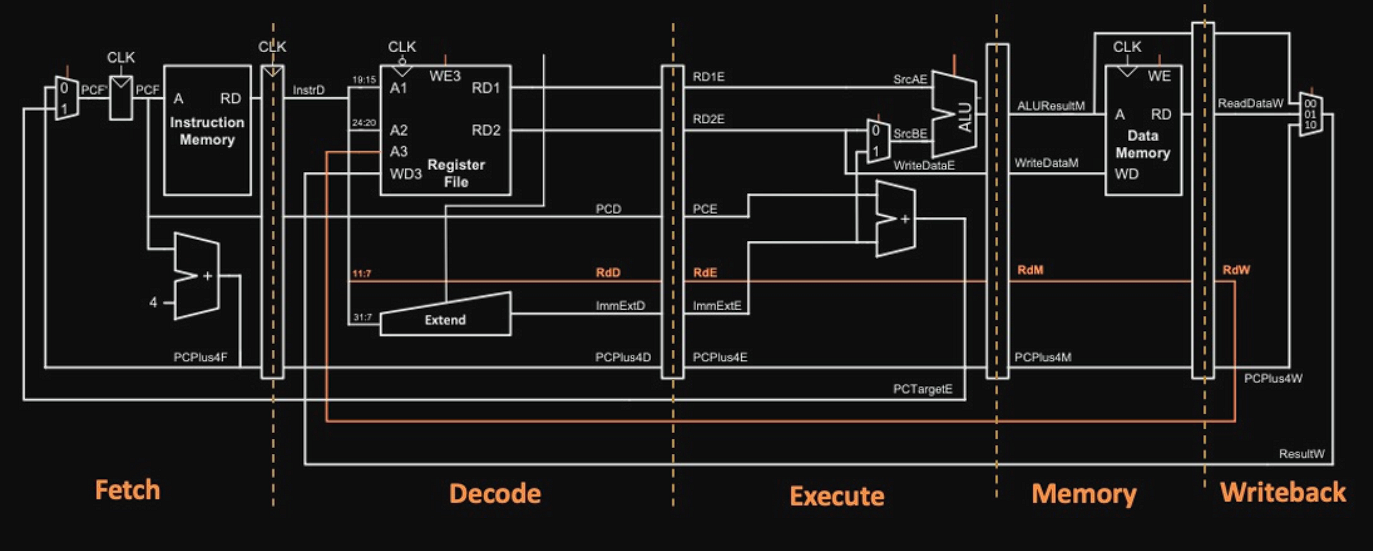 CLK
CLK
CLK
CLK
0
1
PCF'
PCF
A
RD
Instruction
Memory
InstrD
19:15
A1
WE3
RD1
24:20
A2
RD2
A3
WD3
Register
File
RD1E
RD2E
SrcAE
0
1
SrcBE
ALU
WriteDataE
ALUResultM
WriteDataM
A
WE
RD
Data
Memory
WD
ReadDataW
00
01
10
PCD
PCE
+
+
4
11:7
RdD
RdE
RdM
RdW
31:7
Extend
ImmExtD
ImmExtE
PCPlus4F
PCPlus4D
PCPlus4E
PCPlus4M
PCPlus4W
PCTargetE
ResultW
Fetch
Decode
Execute
Memory
Writeback